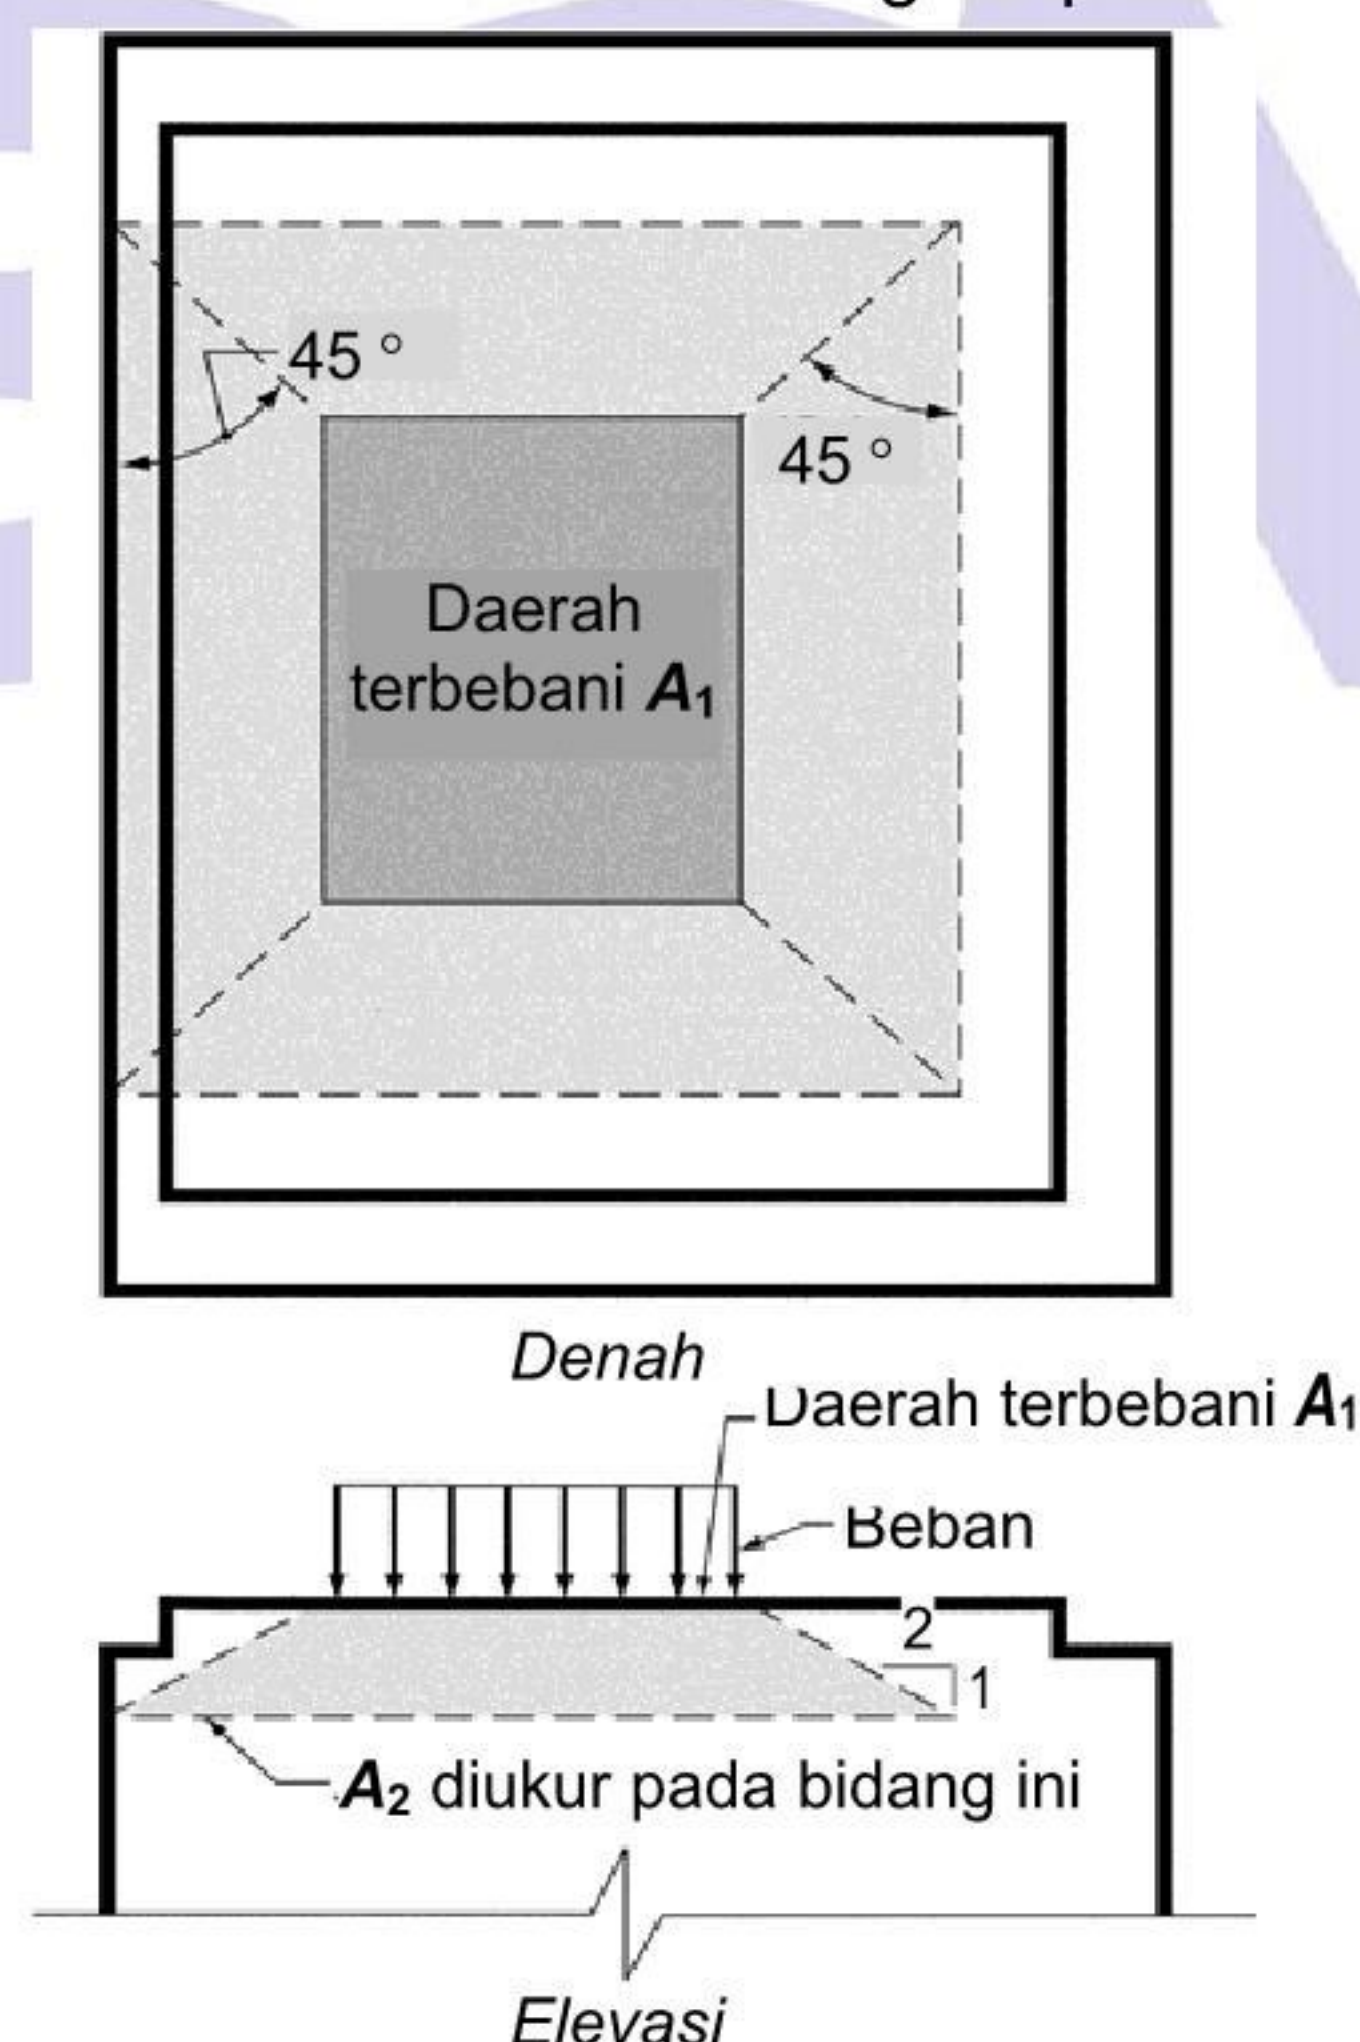 45 °
45 °
Daerah
terbebani A1
Denah
Daerah terbebani A1
Beban
2
1
A2 diukur pada bidang ini
Elevasi